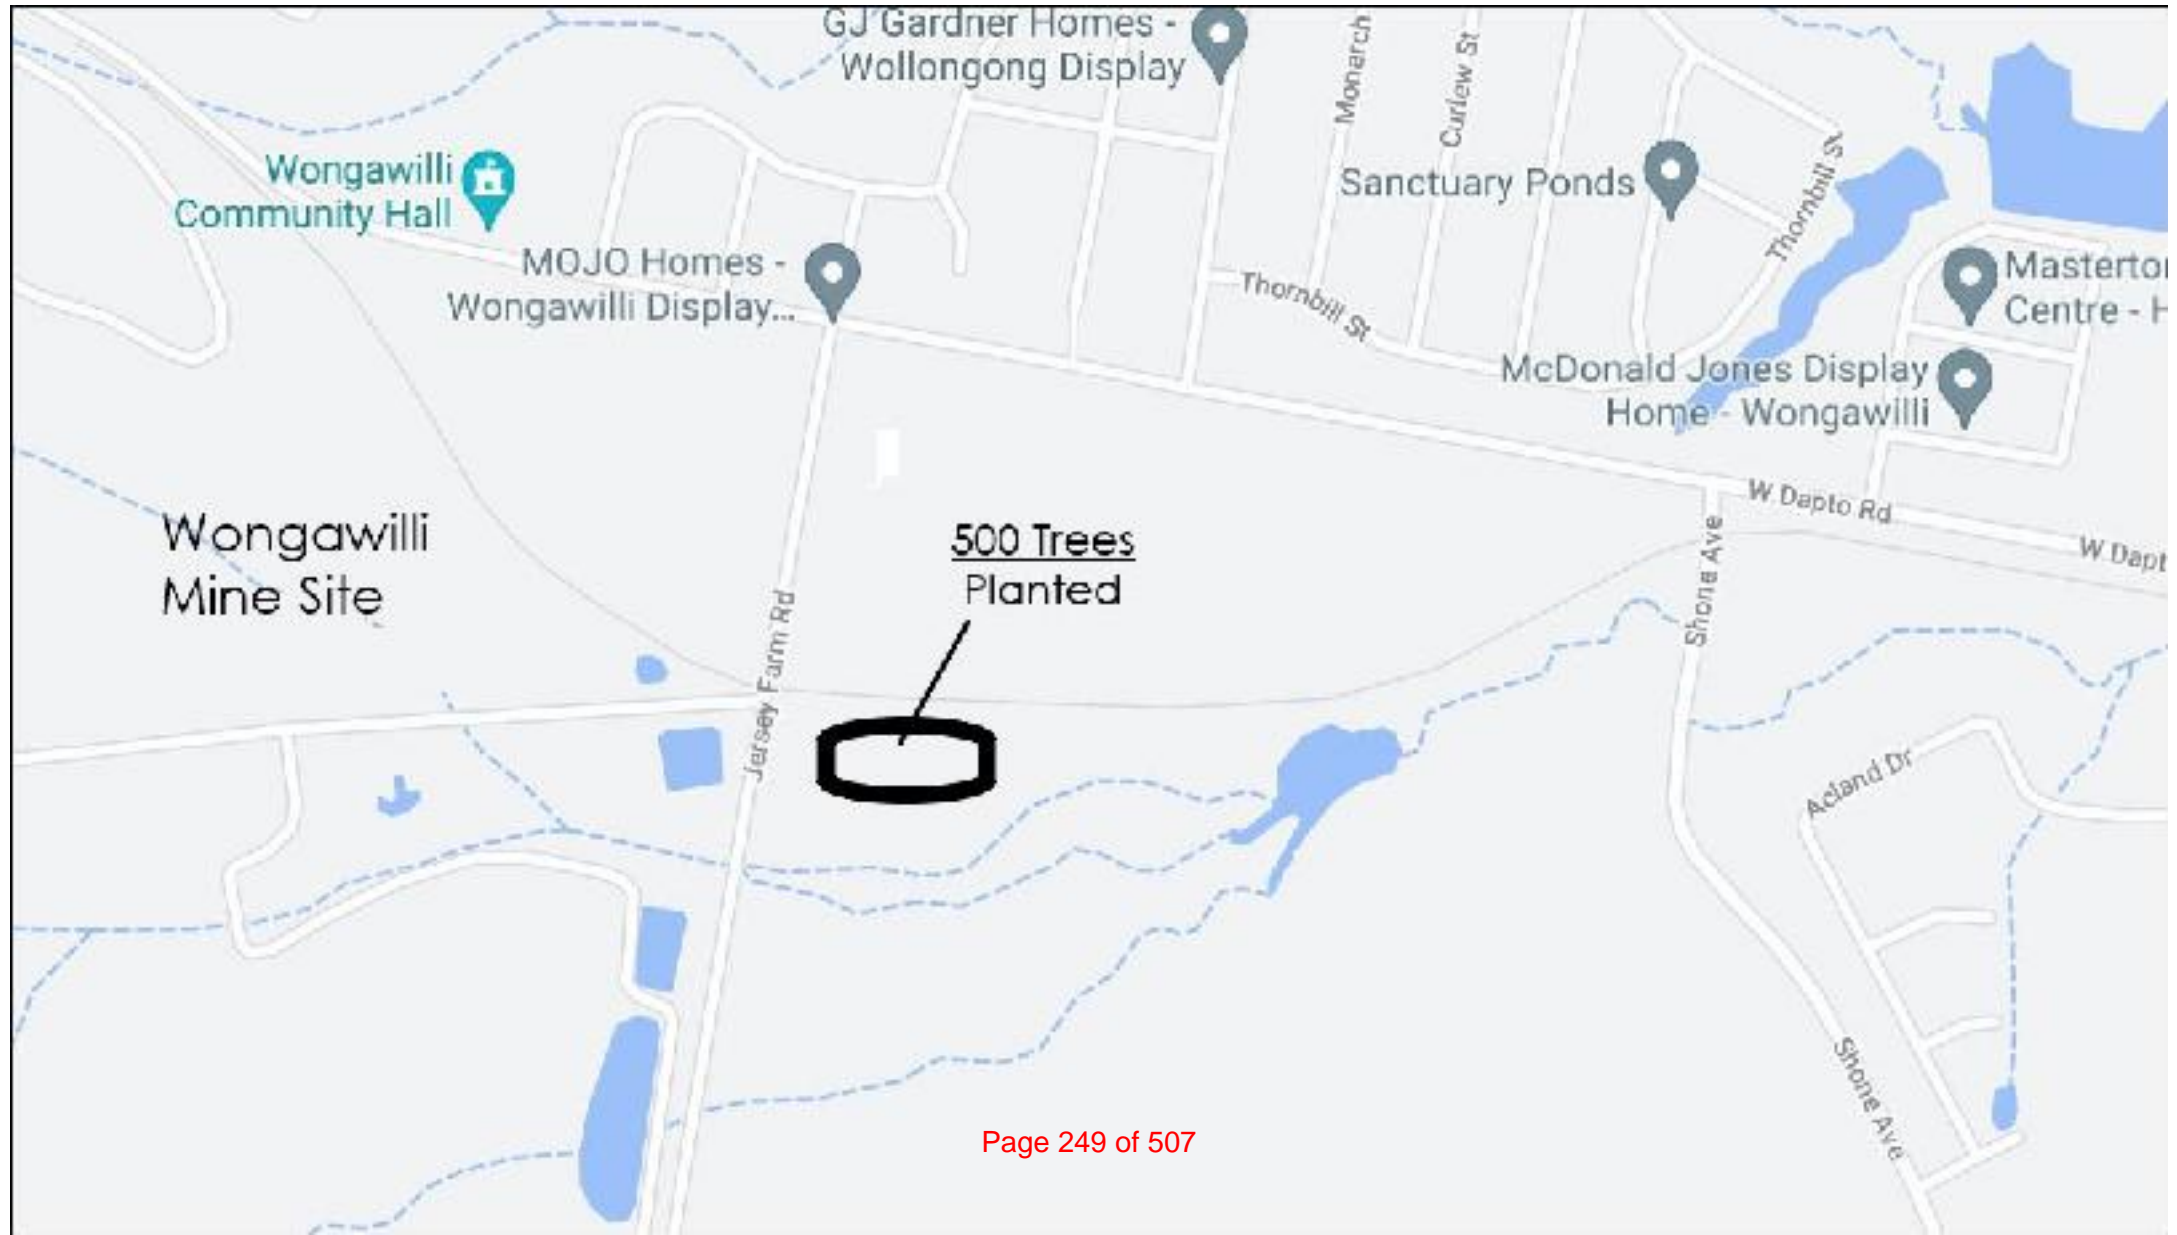 GJ Gardner Homes -
Wollongong Display
Monarch
Curlew St
Wongawilli
Community Hall
Sanctuary Ponds
Thornbill St
MOJO Homes -
Wongawilli Display...
Thornbill St
Masterton
Centre - H
McDonald Jones Display
Home - Wongawilli
W Dapto Rd
W Dapt
Wongawilli
Mine Site
500 Trees
Planted
Shone Ave
Jersey Farm Rd
Acland Dr
Shone Ave
Page 249 of 507